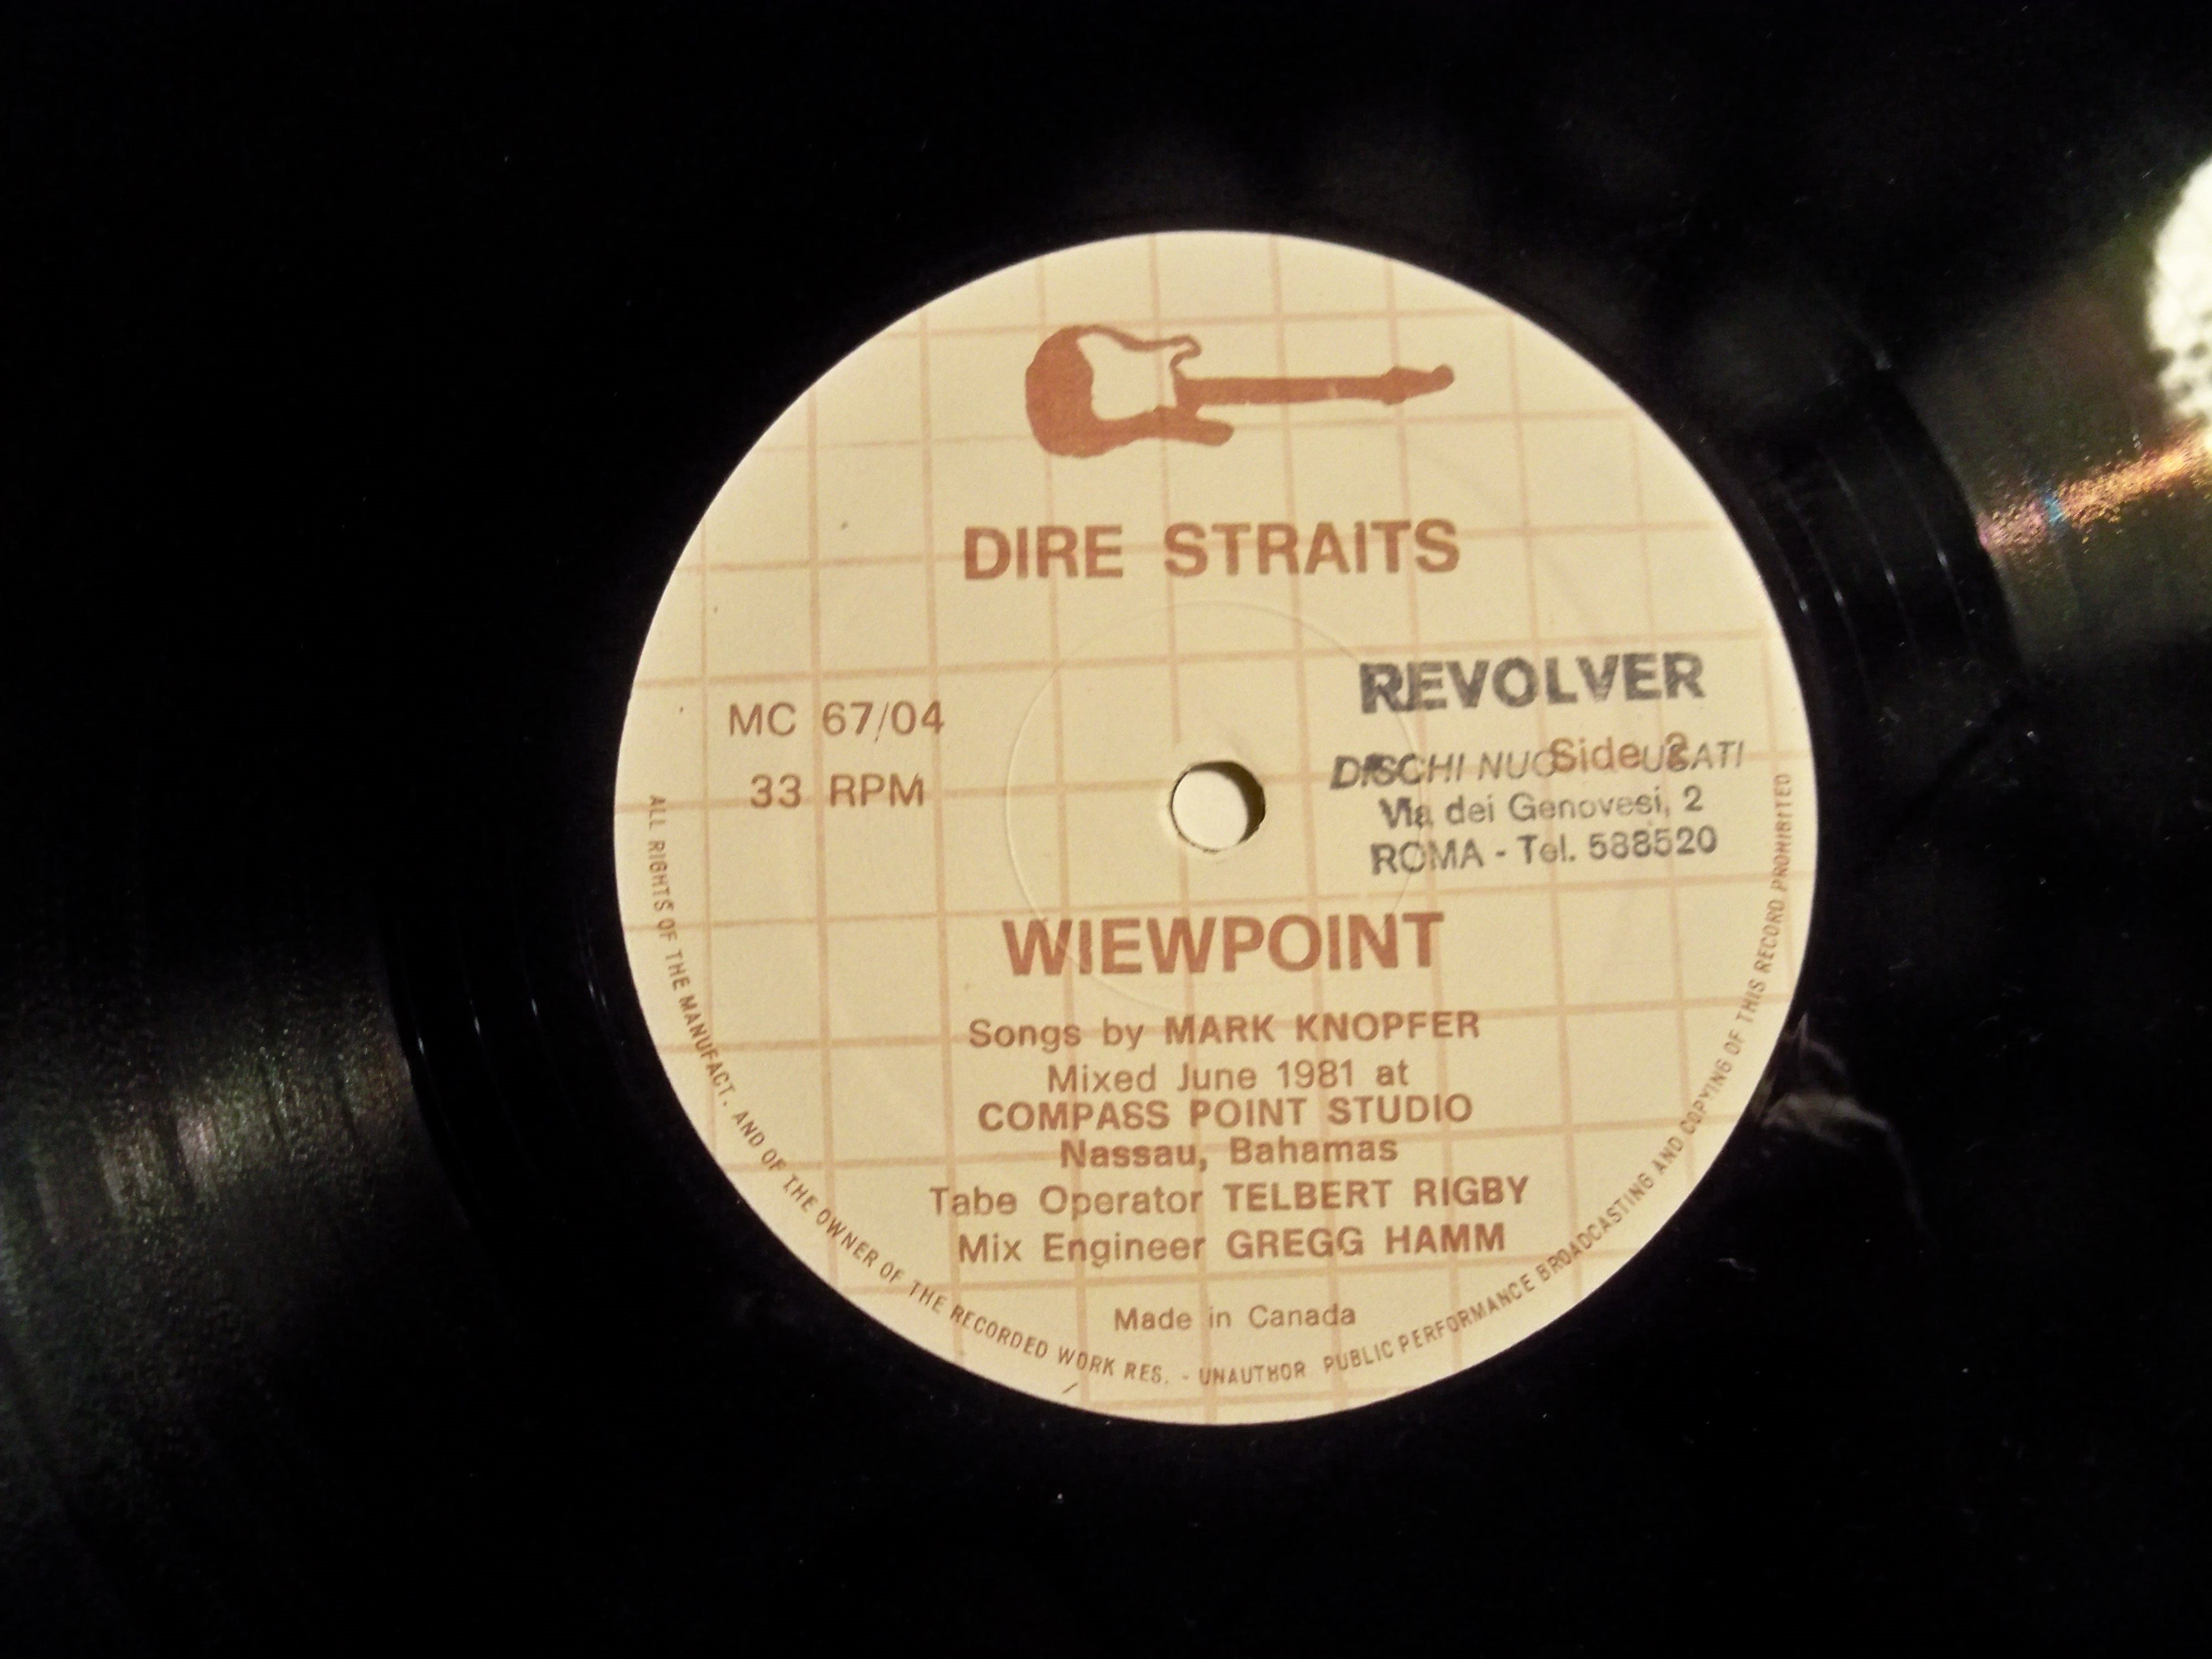 DIRE STRAITS
MC 67/04
33 RPM
REVOLVER
Side 2
DISCHI USATI
Via dei Genovesi, 2
ROMA - Tel. 588520
WIEWPOINT
Songs by MARK KNOPFER
Mixed June 1981 at
COMPASS POINT STUDIO
Nassau, Bahamas
Tabe Operator TELBERT RIGBY
Mix Engineer GREGG HAMM
Made in Canada
ALL RIGHTS OF THE MANUFACT. AND OF THE OWNER OF THE RECORDED WORK RES. - UNAUTHOR PUBLIC PERFORMANCE BROADCASTING AND COPYING OF THIS RECORD PROHIBITED